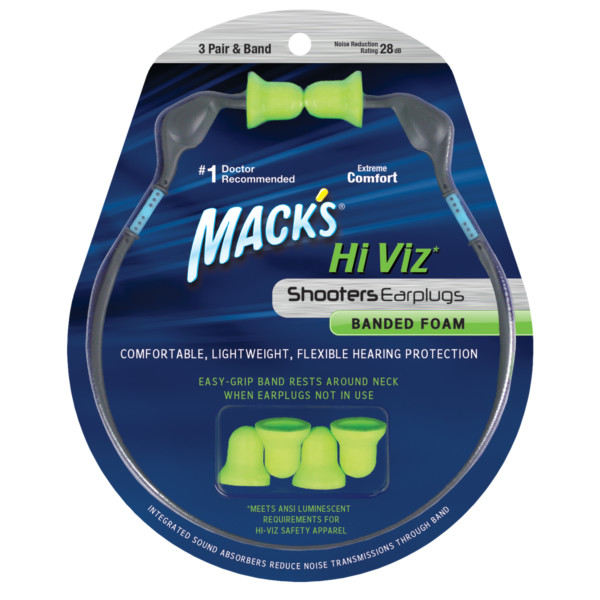 3 Pair & Band
Noise Reduction
Rating 28 dB
#1 Doctor
Recommended
Extreme
Comfort
MACK'S®
Hi Viz*
Shooters Earplugs
BANDED FOAM
COMFORTABLE, LIGHTWEIGHT, FLEXIBLE HEARING PROTECTION
EASY-GRIP BAND RESTS AROUND NECK
WHEN EARPLUGS NOT IN USE
*MEETS ANSI LUMINESCENT
REQUIREMENTS FOR
HI-VIZ SAFETY APPAREL
INTEGRATED SOUND ABSORBERS REDUCE NOISE TRANSMISSIONS THROUGH BAND